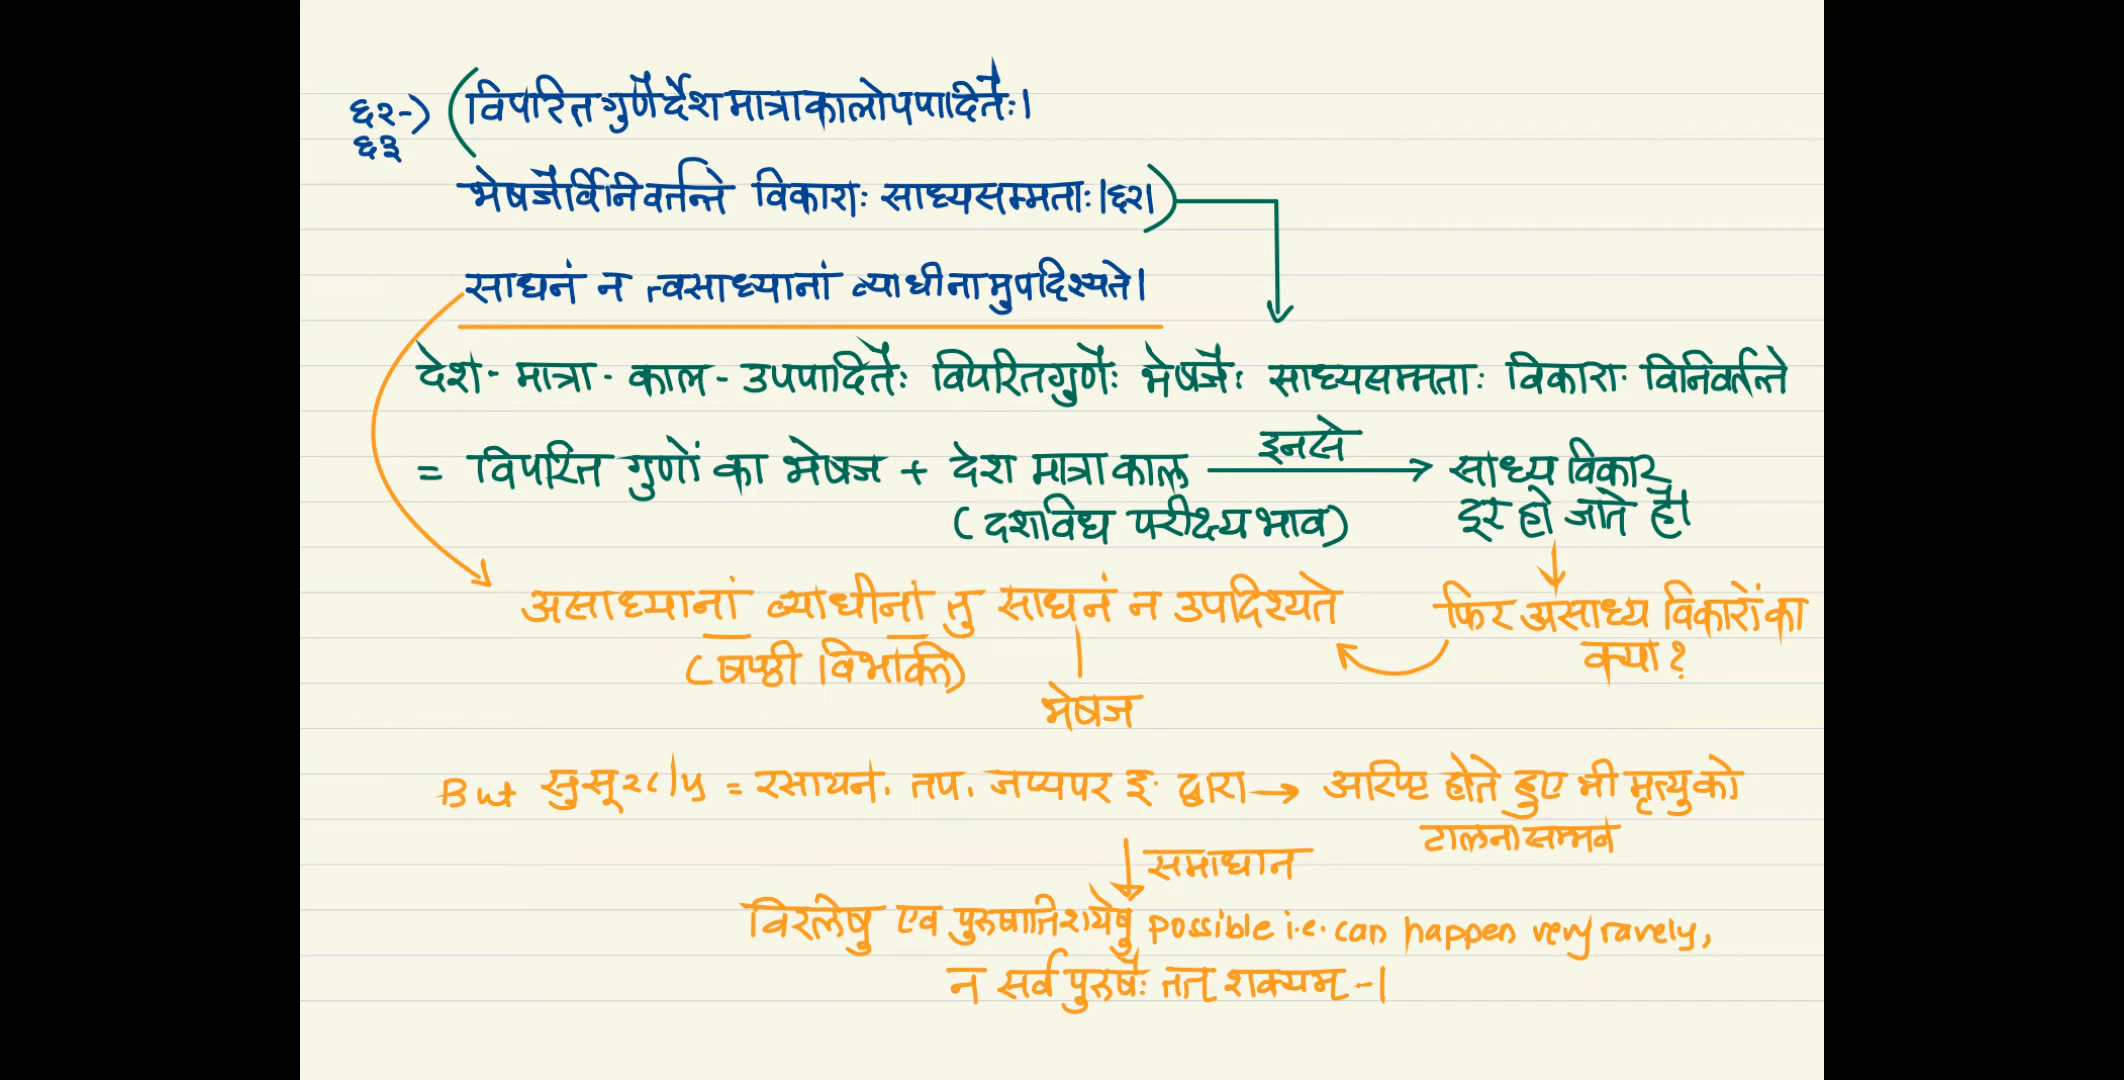 ६२-) विपरितगुणैर्देशमात्राकालोपपादितैः।
६३
भेषजैर्विनिवर्तन्ते विकाराः साध्यसम्मताः।६२।
साधनं न त्वसाध्यानां व्याधीनामुपदिश्यते।
देश- मात्रा - काल - उपपादितैः विपरितगुणैः भेषजैः साध्यसम्मताः विकाराः विनिवर्तन्ते
= विपरित गुणों का भेषज + देश मात्रा काल इनसे → साध्य विकार
(दशविध परीक्ष्य भाव) दूर हो जाते है।
असाध्यानां व्याधीनां तु साधनं न उपदिश्यते फिर असाध्य विकारों का
(षष्ठी विभक्ति) क्या?
भेषज
But सुसू २८/५ = रसायन. तप. जप्यपर इ. द्वारा → अरिष्ट होते हुए भी मृत्यु को
टालना सम्भव
समाधान
विरलेषु एव पुरुषातिशयेषु possible i.e. can happen very rarely,
न सर्व पुरुषैः तत् शक्यम् -।